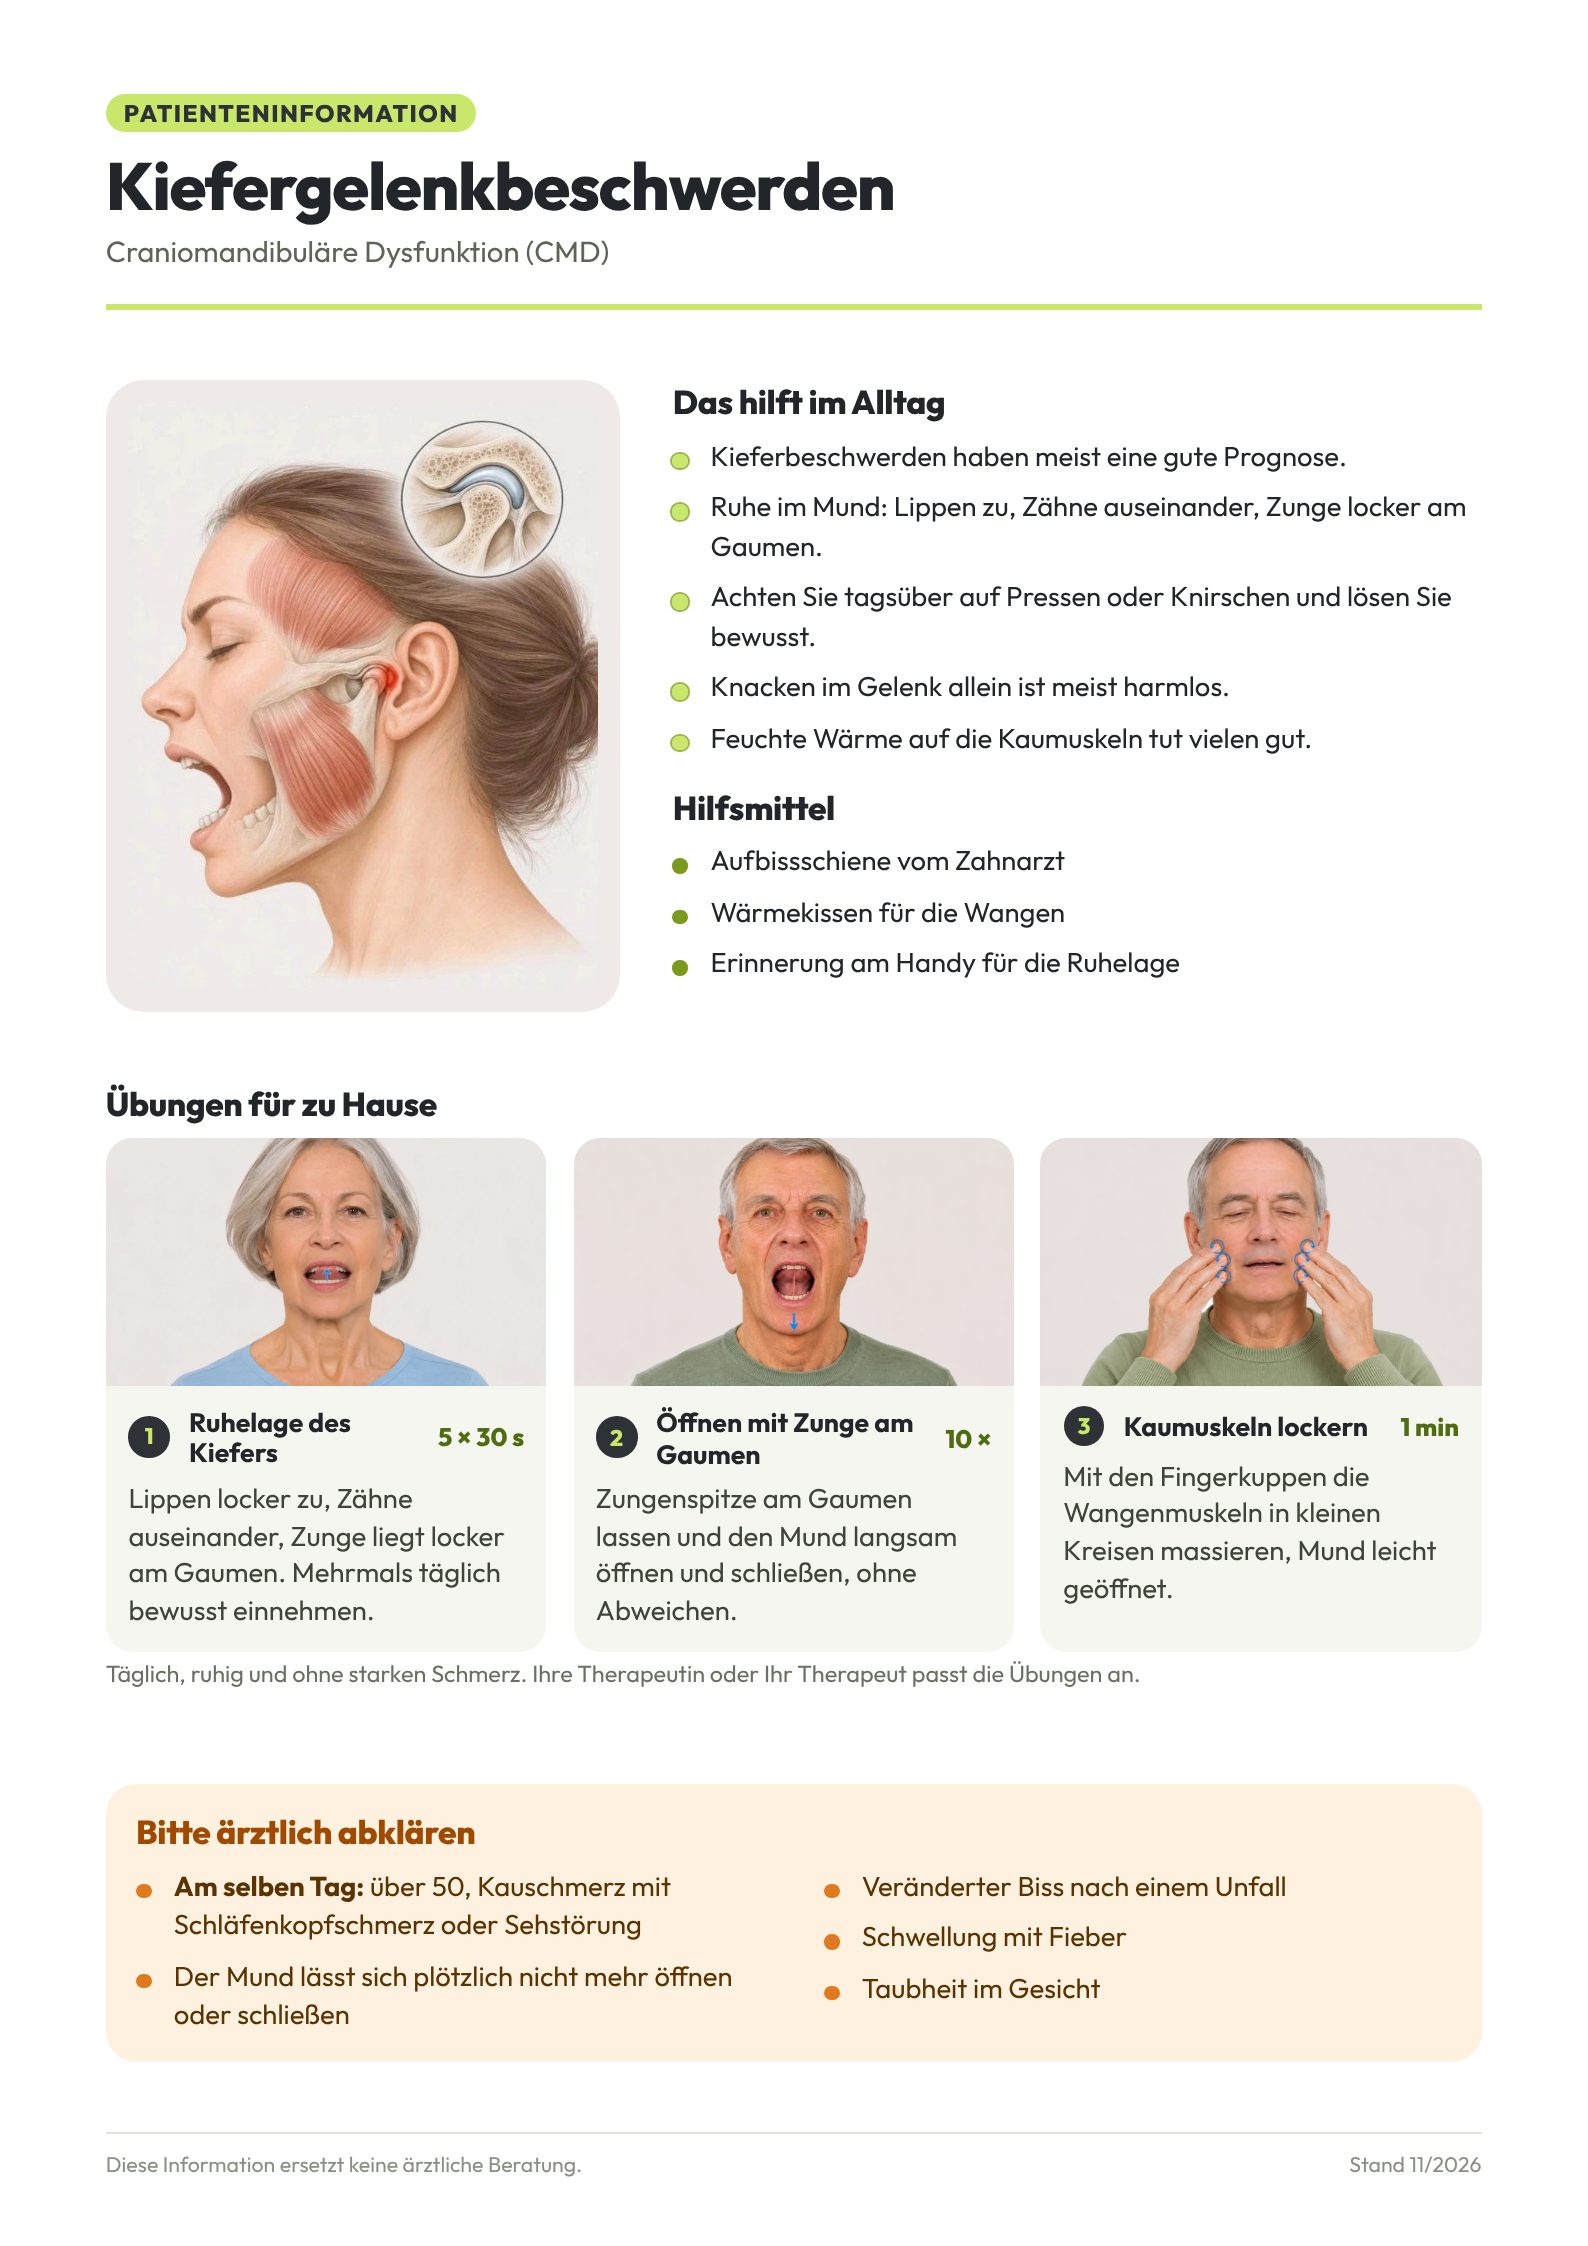 PATIENTENINFORMATION
Kiefergelenkbeschwerden
Craniomandibuläre Dysfunktion (CMD)
Das hilft im Alltag
Kieferbeschwerden haben meist eine gute Prognose.
Ruhe im Mund: Lippen zu, Zähne auseinander, Zunge locker am
Gaumen.
Achten Sie tagsüber auf Pressen oder Knirschen und lösen Sie
bewusst.
Knacken im Gelenk allein ist meist harmlos.
Feuchte Wärme auf die Kaumuskeln tut vielen gut.
Hilfsmittel
Aufbissschiene vom Zahnarzt
Wärmekissen für die Wangen
Erinnerung am Handy für die Ruhelage
Übungen für zu Hause
1 Ruhelage des
Kiefers
5 × 30 s
Lippen locker zu, Zähne
auseinander, Zunge liegt locker
am Gaumen. Mehrmals täglich
bewusst einnehmen.
2 Öffnen mit Zunge am
Gaumen
10 ×
Zungenspitze am Gaumen
lassen und den Mund langsam
öffnen und schließen, ohne
Abweichen.
3 Kaumuskeln lockern 1 min
Mit den Fingerkuppen die
Wangenmuskeln in kleinen
Kreisen massieren, Mund leicht
geöffnet.
Täglich, ruhig und ohne starken Schmerz. Ihre Therapeutin oder Ihr Therapeut passt die Übungen an.
Bitte ärztlich abklären
Am selben Tag: über 50, Kauschmerz mit
Schläfenkopfschmerz oder Sehstörung
Der Mund lässt sich plötzlich nicht mehr öffnen
oder schließen
Veränderter Biss nach einem Unfall
Schwellung mit Fieber
Taubheit im Gesicht
Diese Information ersetzt keine ärztliche Beratung.
Stand 11/2026